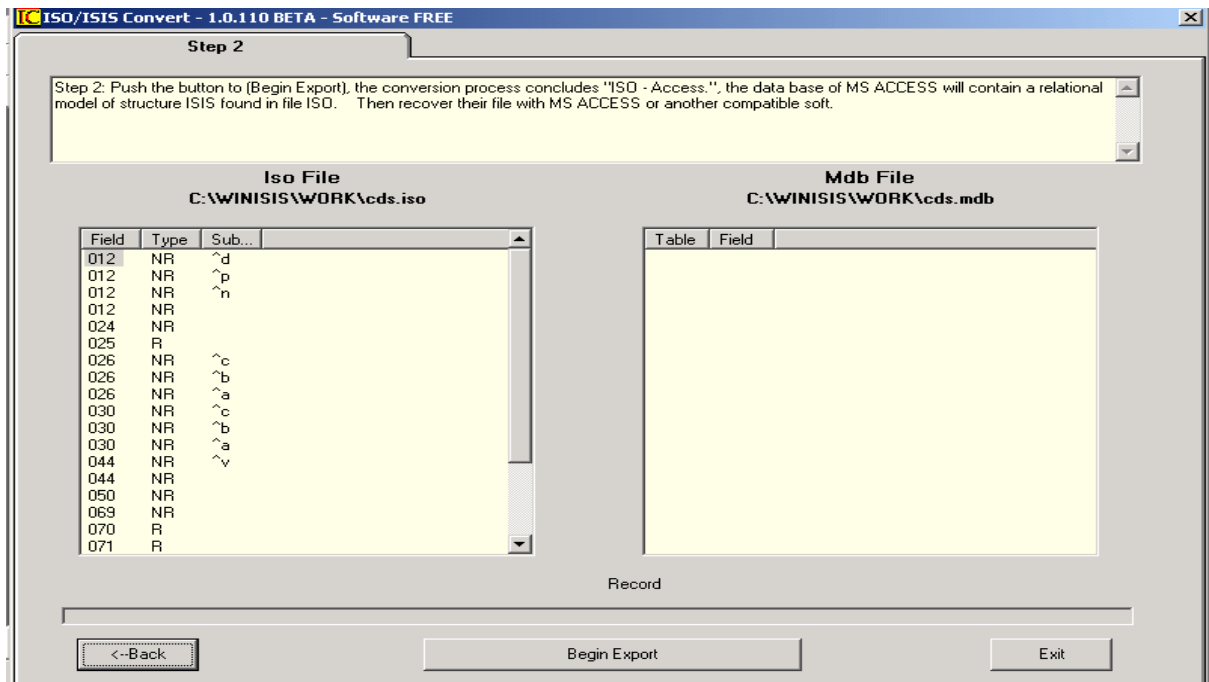 IC ISO/ISIS Convert - 1.0.110 BETA - Software FREE
Step 2
Step 2: Push the button to (Begin Export), the conversion process concludes "ISO - Access.", the data base of MS ACCESS will contain a relational
model of structure ISIS found in file ISO. Then recover their file with MS ACCESS or another compatible soft.
Iso File
C:\WINISIS\WORK\cds.iso
Field Type Sub...
012 NR ^d
012 NR ^p
012 NR ^n
012 NR
024 NR
025 R
026 NR ^c
026 NR ^b
026 NR ^a
030 NR ^c
030 NR ^b
030 NR ^a
044 NR ^v
044 NR
050 NR
069 NR
070 R
071 R
Mdb File
C:\WINISIS\WORK\cds.mdb
Table Field
Record
<--Back
Begin Export
Exit